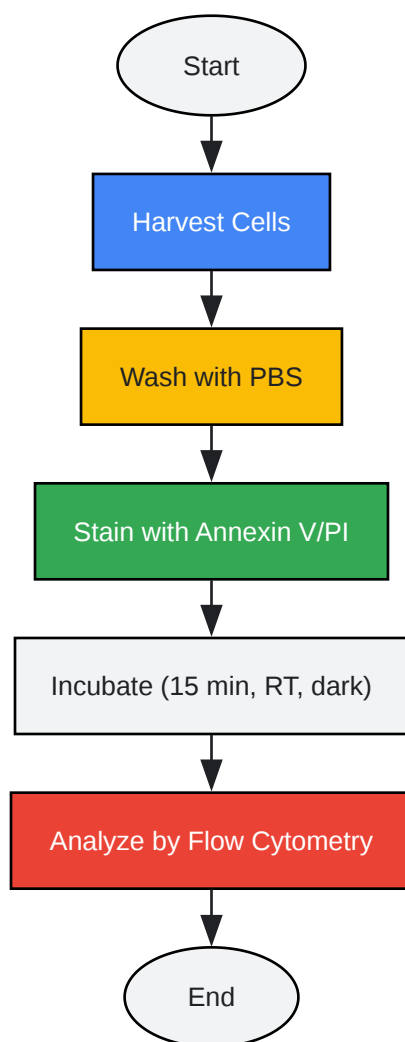 Start
Harvest Cells
Wash with PBS
Stain with Annexin V/PI
Incubate (15 min, RT, dark)
Analyze by Flow Cytometry
End